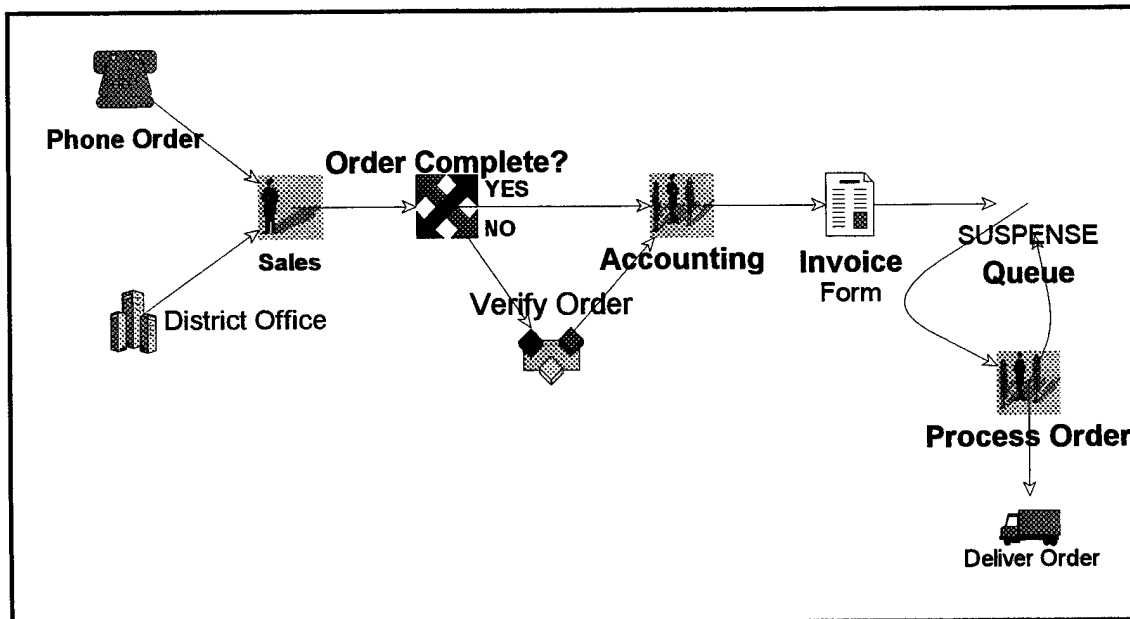 Phone Order
Order Complete?
YES
NO
Sales
District Office
Verify Order
Accounting
Invoice
Form
SUSPENSE
Queue
Process Order
Deliver Order